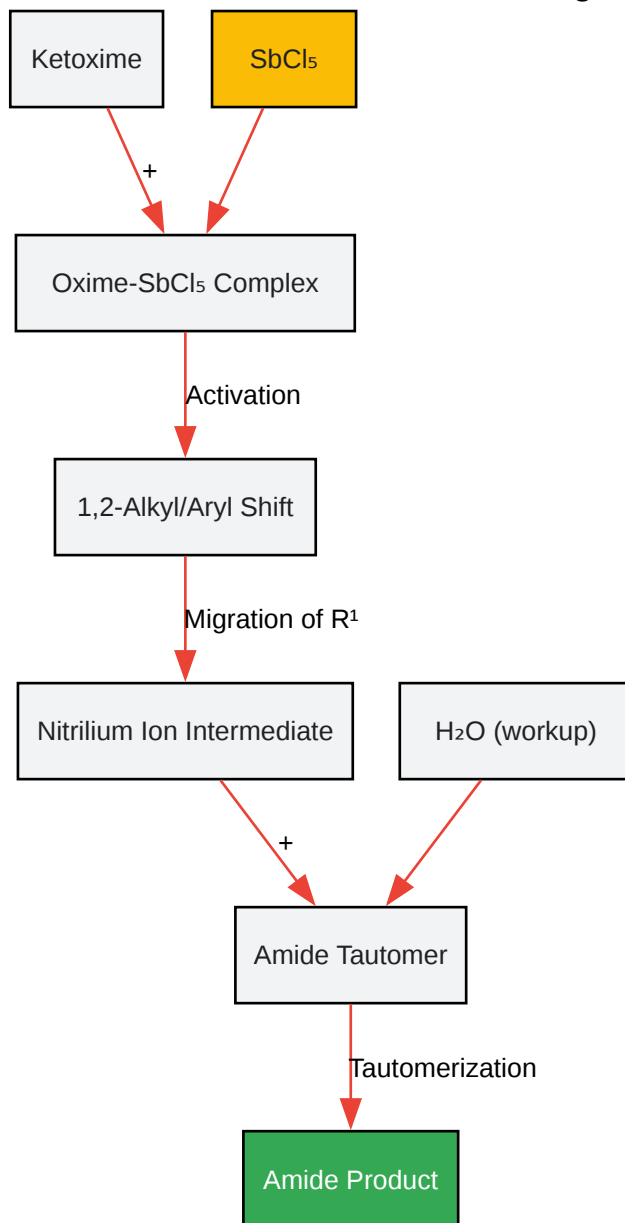 Ketoxime
SbCl₅
+
Oxime-SbCl₅ Complex
Activation
1,2-Alkyl/Aryl Shift
Migration of R¹
Nitrilium Ion Intermediate
H₂O (workup)
+
Amide Tautomer
Tautomerization
Amide Product